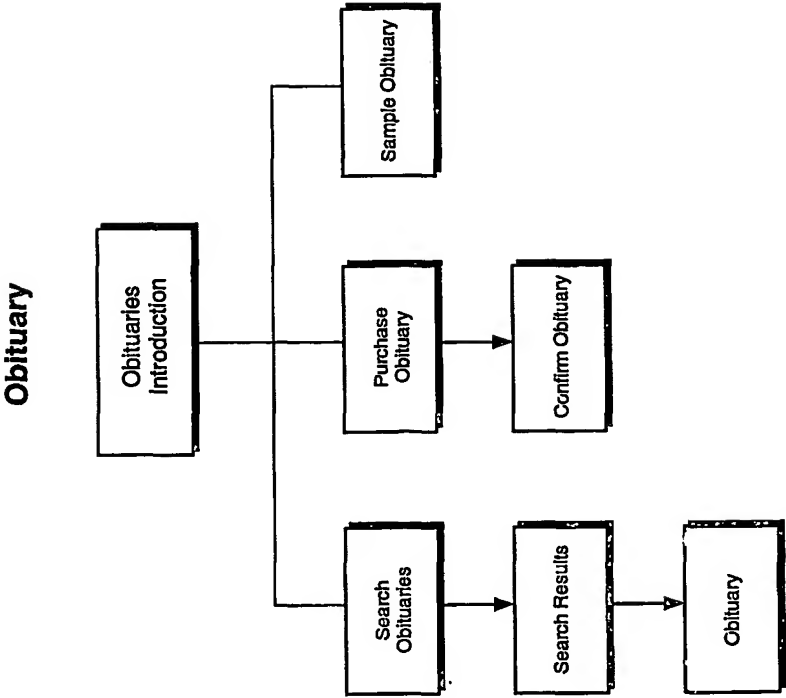 Obituary
Obituaries
Introduction
Search
Obituaries
Purchase
Obituary
Sample Obituary
Search Results
Confirm Obituary
Obituary